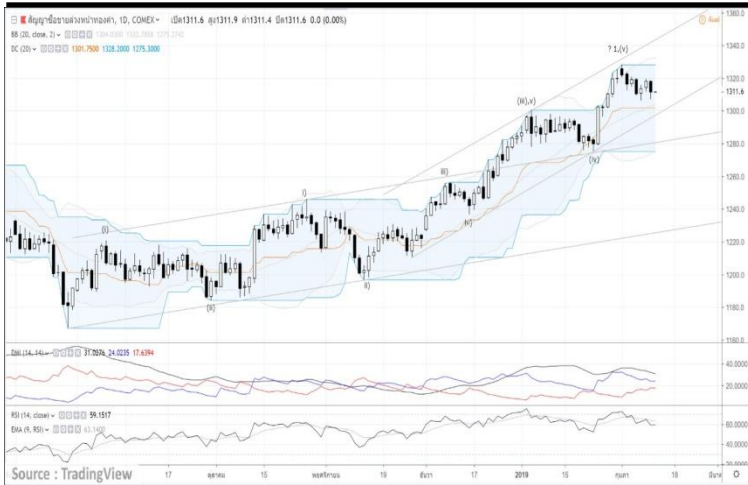 สัญญาซื้อขายล่วงหน้าทองคำ, 1D, COMEX เปิด1311.6 สูง1311.9 ต่ำ1311.4 ปิด1311.6 0.0 (0.00%)
BB (20, close, 2)
DC (20) 1301.7500 1328.2000 1275.3000
1360.0
1340.0
1320.0
1311.6
1300.0
1280.0
1260.0
1240.0
1220.0
1200.0
1180.0
1160.0
? 1,(v)
(iii),v)
(iv)
iii)
iv)
i)
ii)
(i)
(ii)
DMI (14, 14) 31.0276 24.0235 17.6394
40.0000
20.0000
RSI (14, close) 59.1517
EMA (9, RSI) 63.1400
60.0000
40.0000
20.0000
Source : TradingView
17 ตุลาคม 15 พฤศจิกายน 19 ธันวา 17 2019 15 กุมภา 18 มีนาค